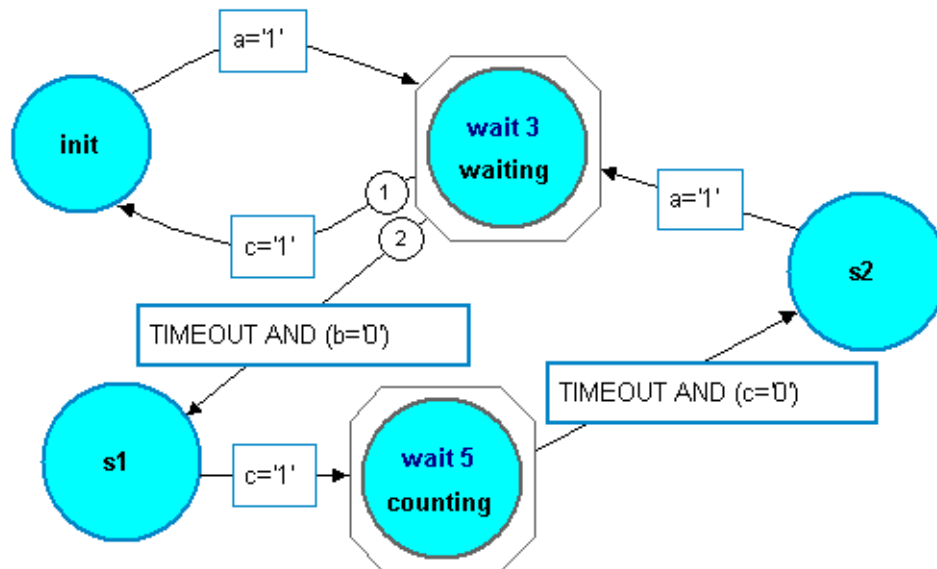 a='1'
init
wait 3
waiting
1
a='1'
2
c='1'
s2
TIMEOUT AND (b='0')
TIMEOUT AND (c='0')
s1
c='1'
wait 5
counting